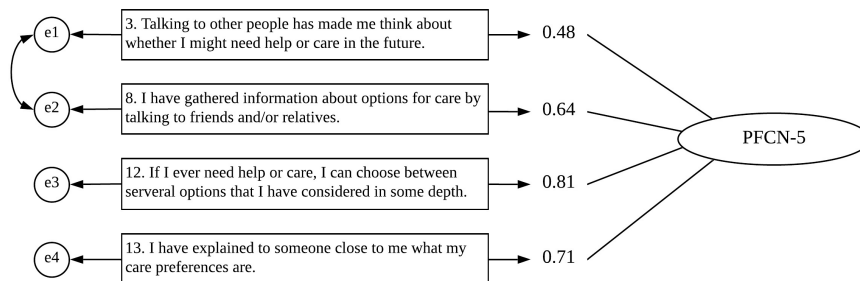 e1
3. Talking to other people has made me think about
whether I might need help or care in the future.
0.48
e2
8. I have gathered information about options for care by
talking to friends and/or relatives.
0.64
PFCN-5
e3
12. If I ever need help or care, I can choose between
serveral options that I have considered in some depth.
0.81
e4
13. I have explained to someone close to me what my
care preferences are.
0.71